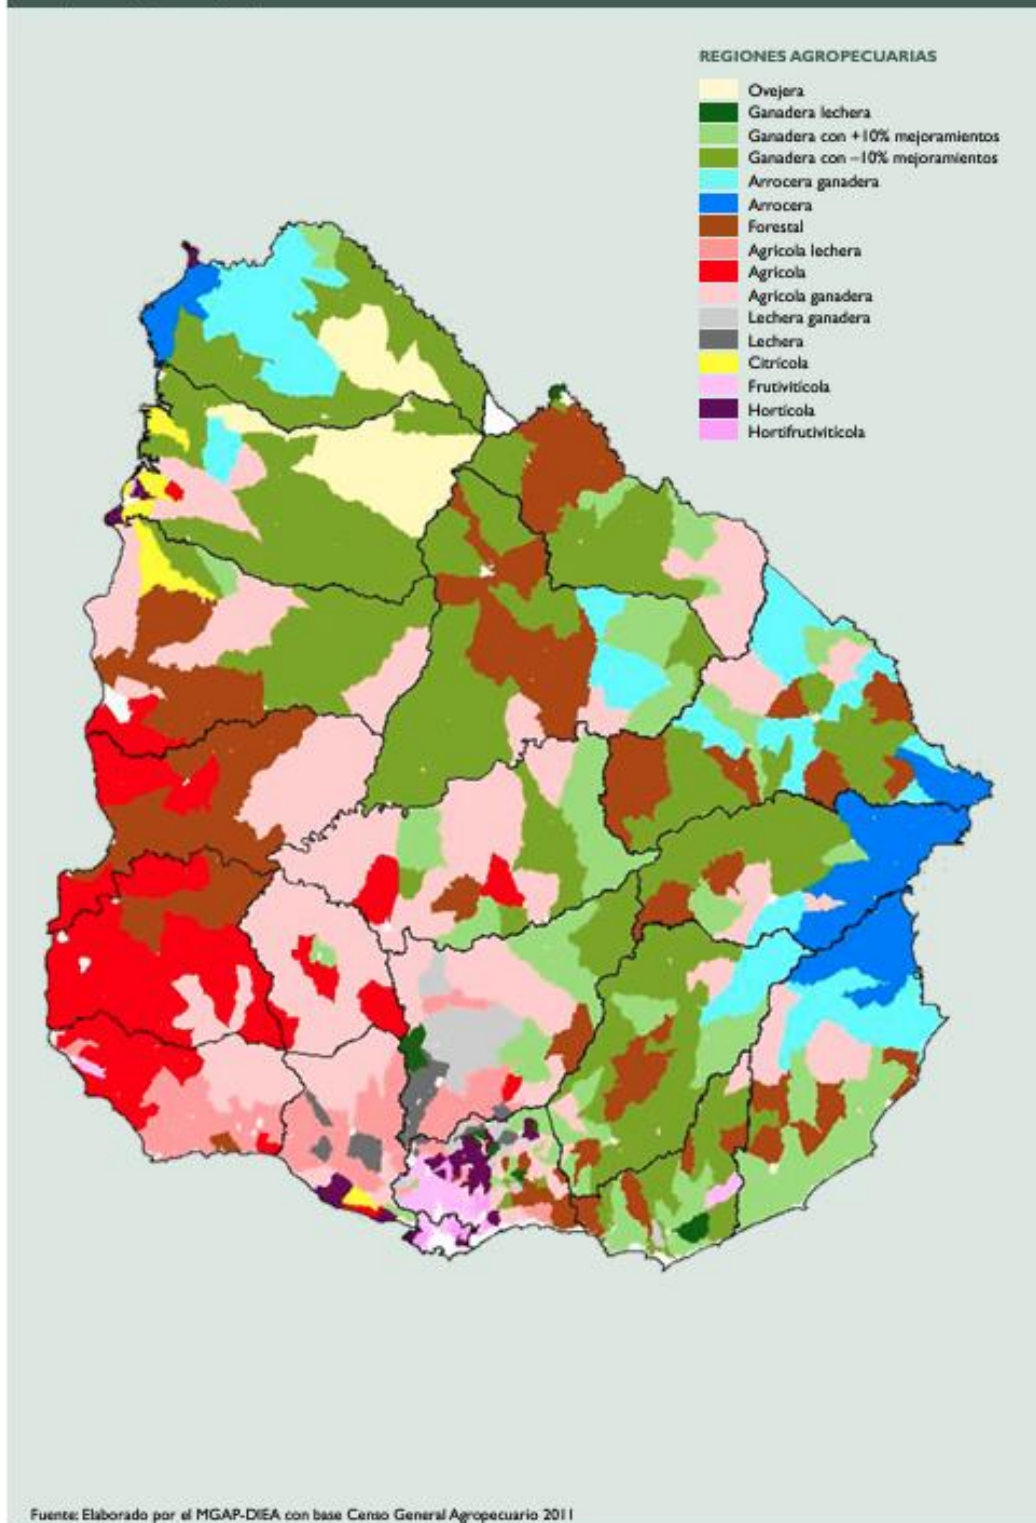 REGIONES AGROPECUARIAS
Ovejera
Ganadera lechera
Ganadera con +10% mejoramientos
Ganadera con –10% mejoramientos
Arrocera ganadera
Arrocera
Forestal
Agrícola lechera
Agrícola
Agrícola ganadera
Lechera ganadera
Lechera
Citrícola
Frutivitícola
Hortícola
Hortifrutivitícola
Fuente: Elaborado por el MGAP-DIEA con base Censo General Agropecuario 2011